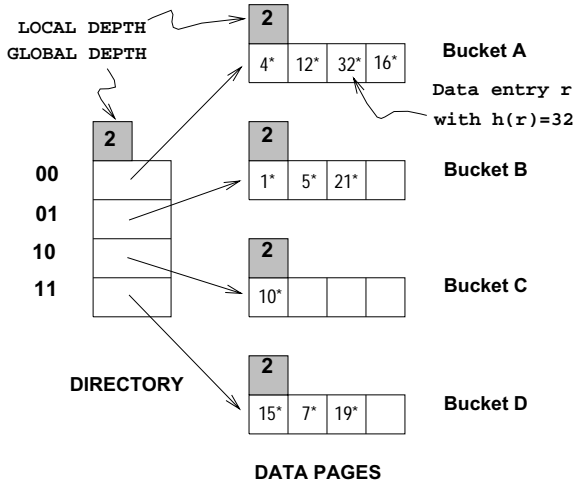 LOCAL DEPTH
GLOBAL DEPTH
2
4* 12* 32* 16*
Bucket A
Data entry r
with h(r)=32
2
00
01
10
11
DIRECTORY
2
1* 5* 21*
Bucket B
2
10*
Bucket C
2
15* 7* 19*
Bucket D
DATA PAGES